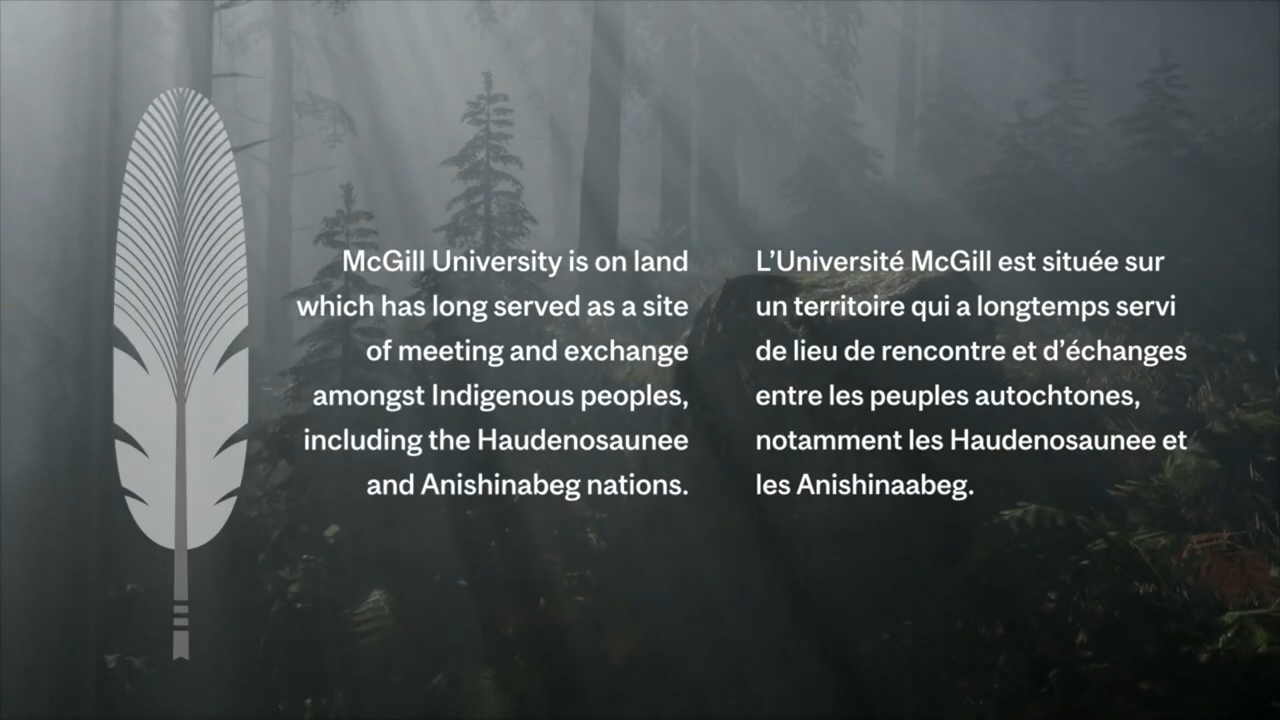 McGill University is on land
which has long served as a site
of meeting and exchange
amongst Indigenous peoples,
including the Haudenosaunee
and Anishinabeg nations.
L’Université McGill est située sur
un territoire qui a longtemps servi
de lieu de rencontre et d’échanges
entre les peuples autochtones,
notamment les Haudenosaunee et
les Anishinaabeg.